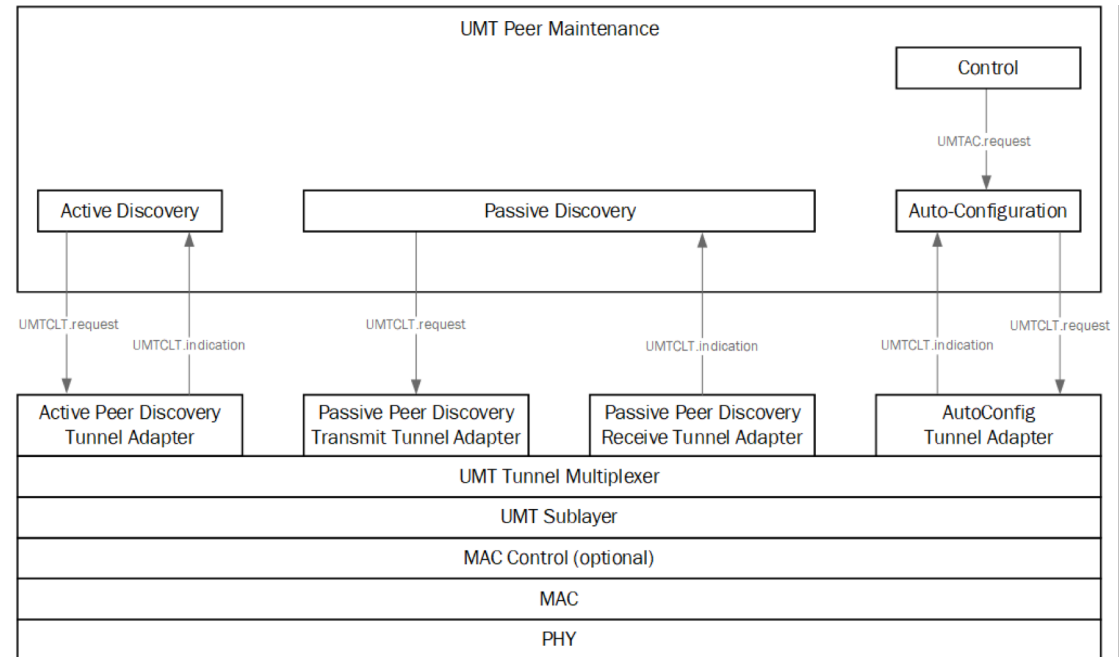 UMT Peer Maintenance
Control
UMTAC.request
Active Discovery
Passive Discovery
Auto-Configuration
UMTCLT.request
UMTCLT.indication
UMTCLT.request
UMTCLT.indication
UMTCLT.indication
UMTCLT.request
Active Peer Discovery
Tunnel Adapter
Passive Peer Discovery
Transmit Tunnel Adapter
Passive Peer Discovery
Receive Tunnel Adapter
AutoConfig
Tunnel Adapter
UMT Tunnel Multiplexer
UMT Sublayer
MAC Control (optional)
MAC
PHY